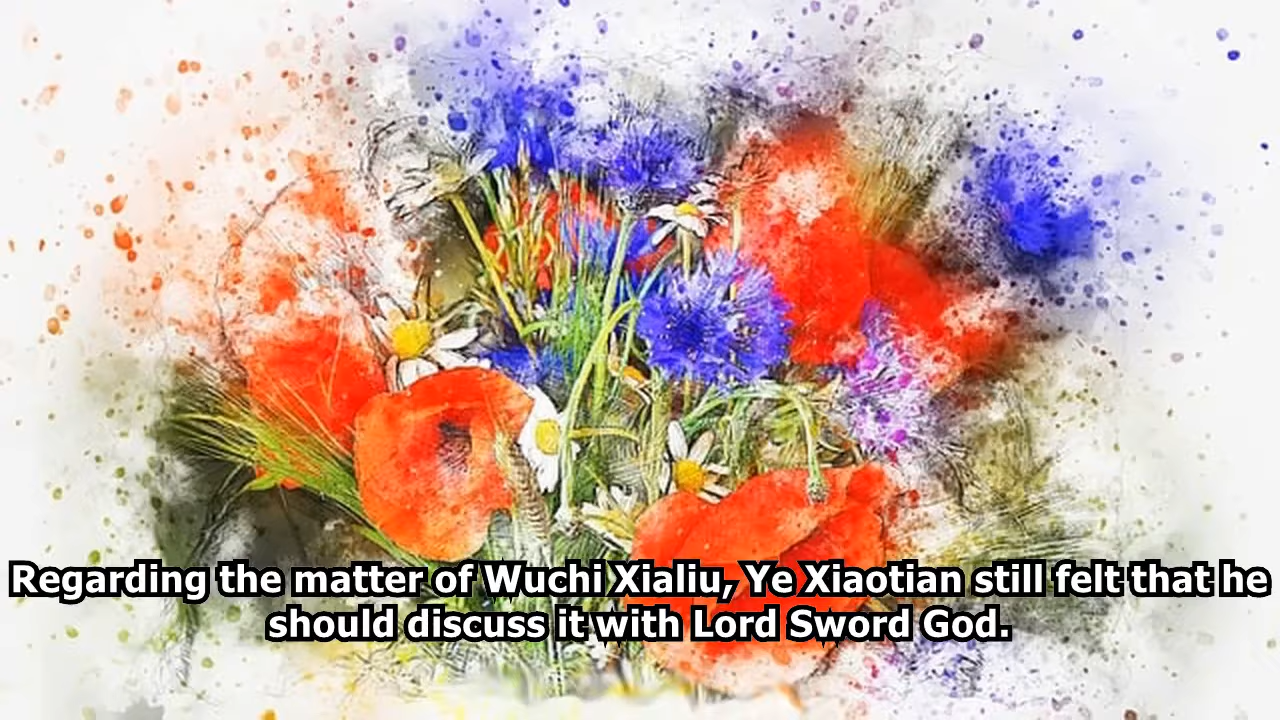 Regarding the matter of Wuchi Xialiu, Ye Xiaotian still felt that he
should discuss it with Lord Sword God.